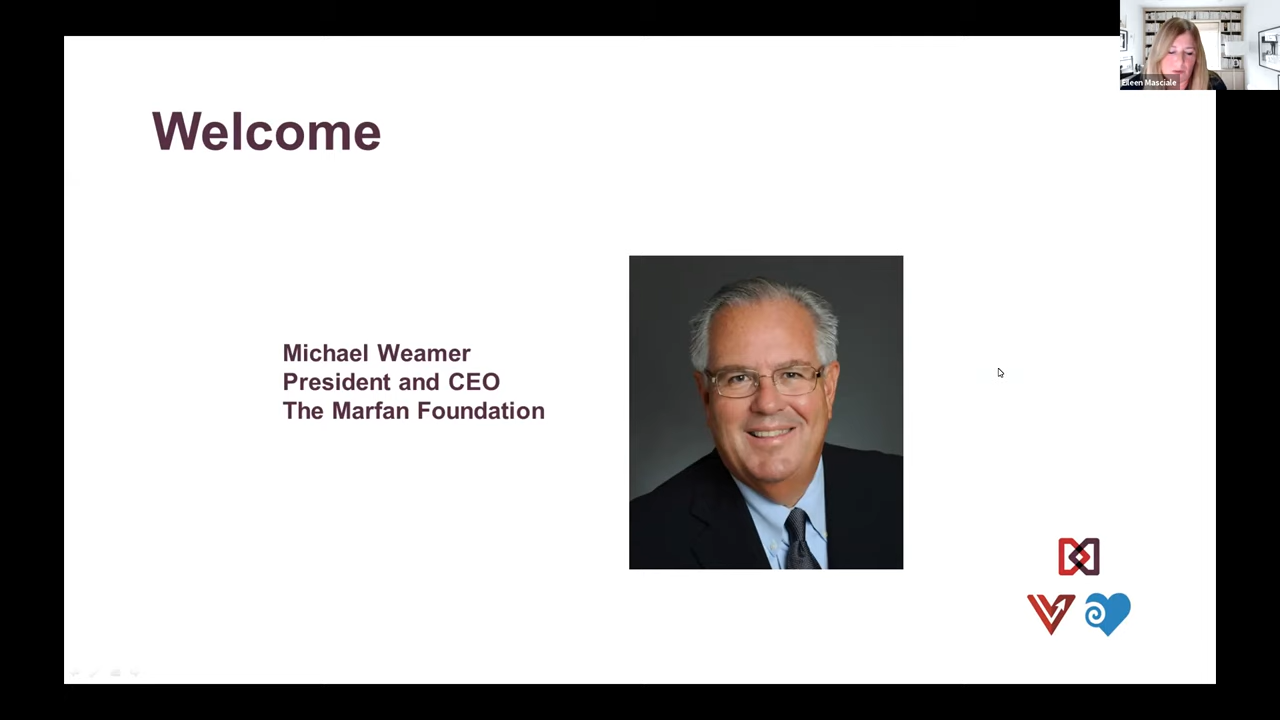 Welcome
Michael Weamer
President and CEO
The Marfan Foundation
Eileen Masciale